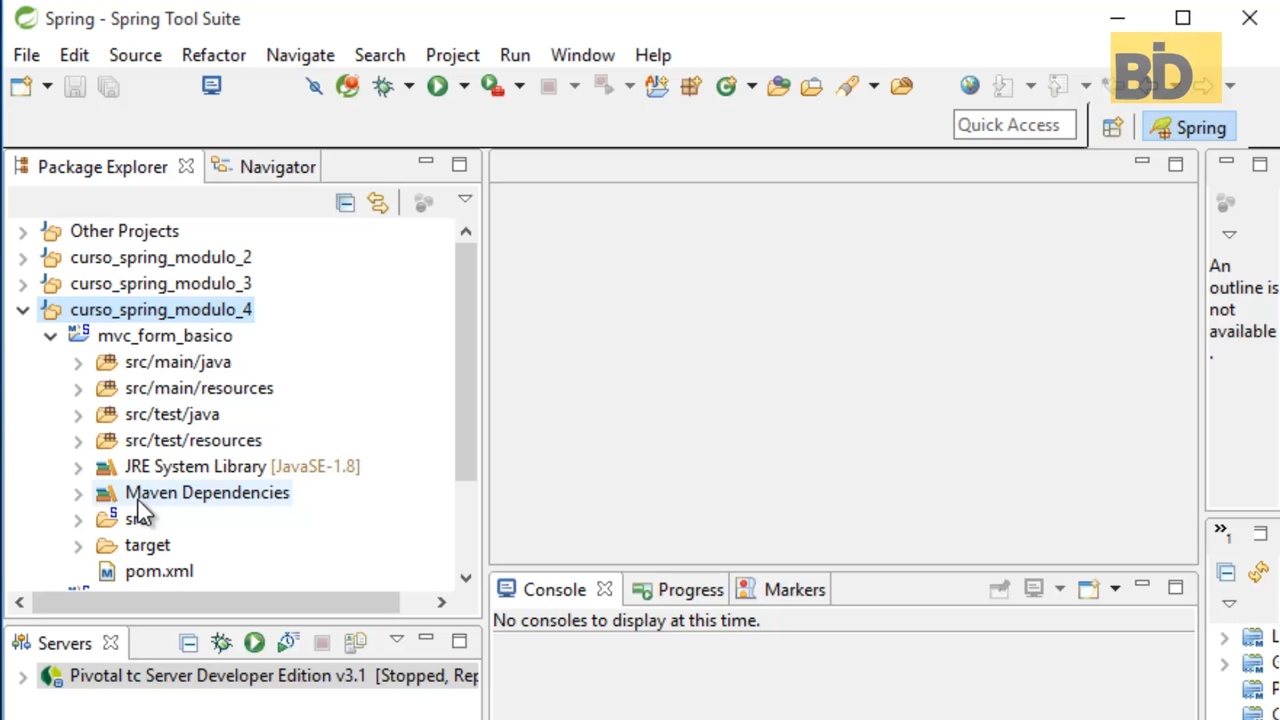 Spring - Spring Tool Suite
File Edit Source Refactor Navigate Search Project Run Window Help
BID
Quick Access
Spring
Package Explorer
Navigator
Other Projects
curso_spring_modulo_2
curso_spring_modulo_3
curso_spring_modulo_4
mvc_form_basico
src/main/java
src/main/resources
src/test/java
src/test/resources
JRE System Library [JavaSE-1.8]
Maven Dependencies
target
pom.xml
An
outline is
not
available
.
Console
Progress
Markers
No consoles to display at this time.
Servers
Pivotal tc Server Developer Edition v3.1 [Stopped, Rep